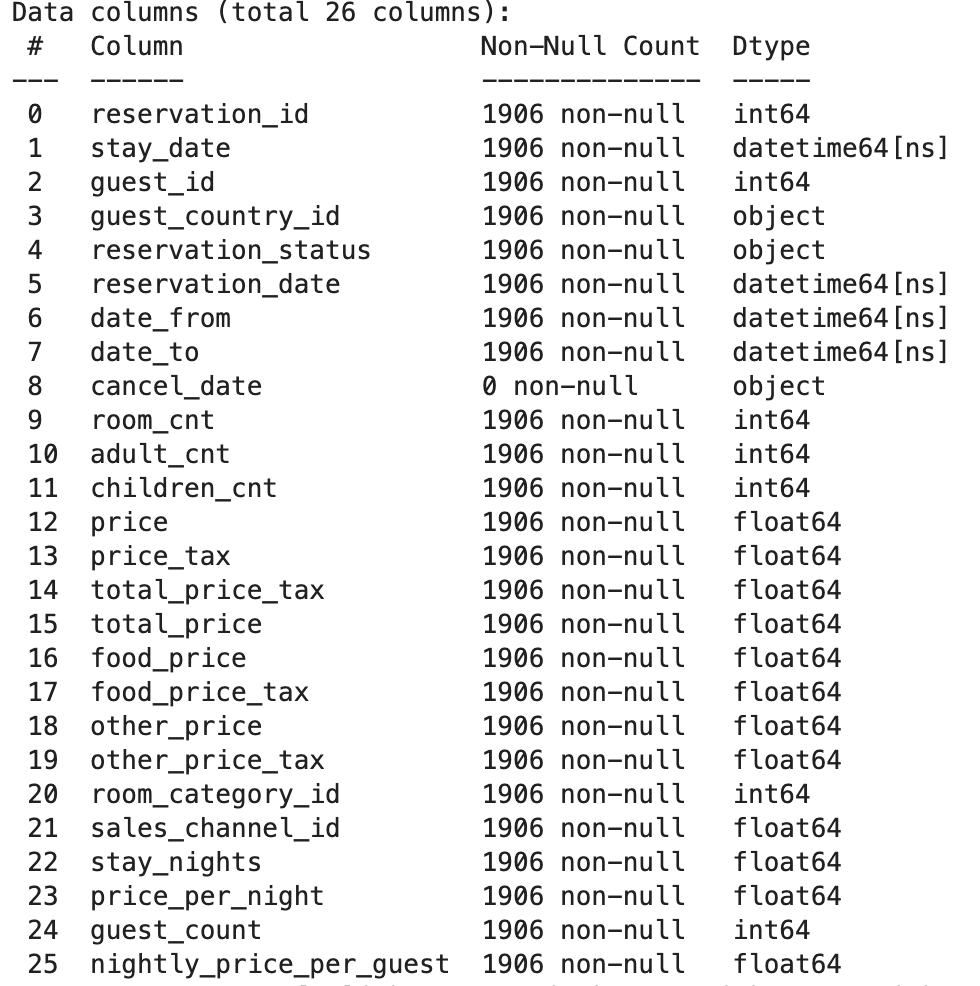 Data columns (total 26 columns):
# Column Non-Null Count Dtype
--- ------ -------------- -----
0 reservation_id 1906 non-null int64
1 stay_date 1906 non-null datetime64[ns]
2 guest_id 1906 non-null int64
3 guest_country_id 1906 non-null object
4 reservation_status 1906 non-null object
5 reservation_date 1906 non-null datetime64[ns]
6 date_from 1906 non-null datetime64[ns]
7 date_to 1906 non-null datetime64[ns]
8 cancel_date 0 non-null object
9 room_cnt 1906 non-null int64
10 adult_cnt 1906 non-null int64
11 children_cnt 1906 non-null int64
12 price 1906 non-null float64
13 price_tax 1906 non-null float64
14 total_price_tax 1906 non-null float64
15 total_price 1906 non-null float64
16 food_price 1906 non-null float64
17 food_price_tax 1906 non-null float64
18 other_price 1906 non-null float64
19 other_price_tax 1906 non-null float64
20 room_category_id 1906 non-null int64
21 sales_channel_id 1906 non-null float64
22 stay_nights 1906 non-null float64
23 price_per_night 1906 non-null float64
24 guest_count 1906 non-null int64
25 nightly_price_per_guest 1906 non-null float64